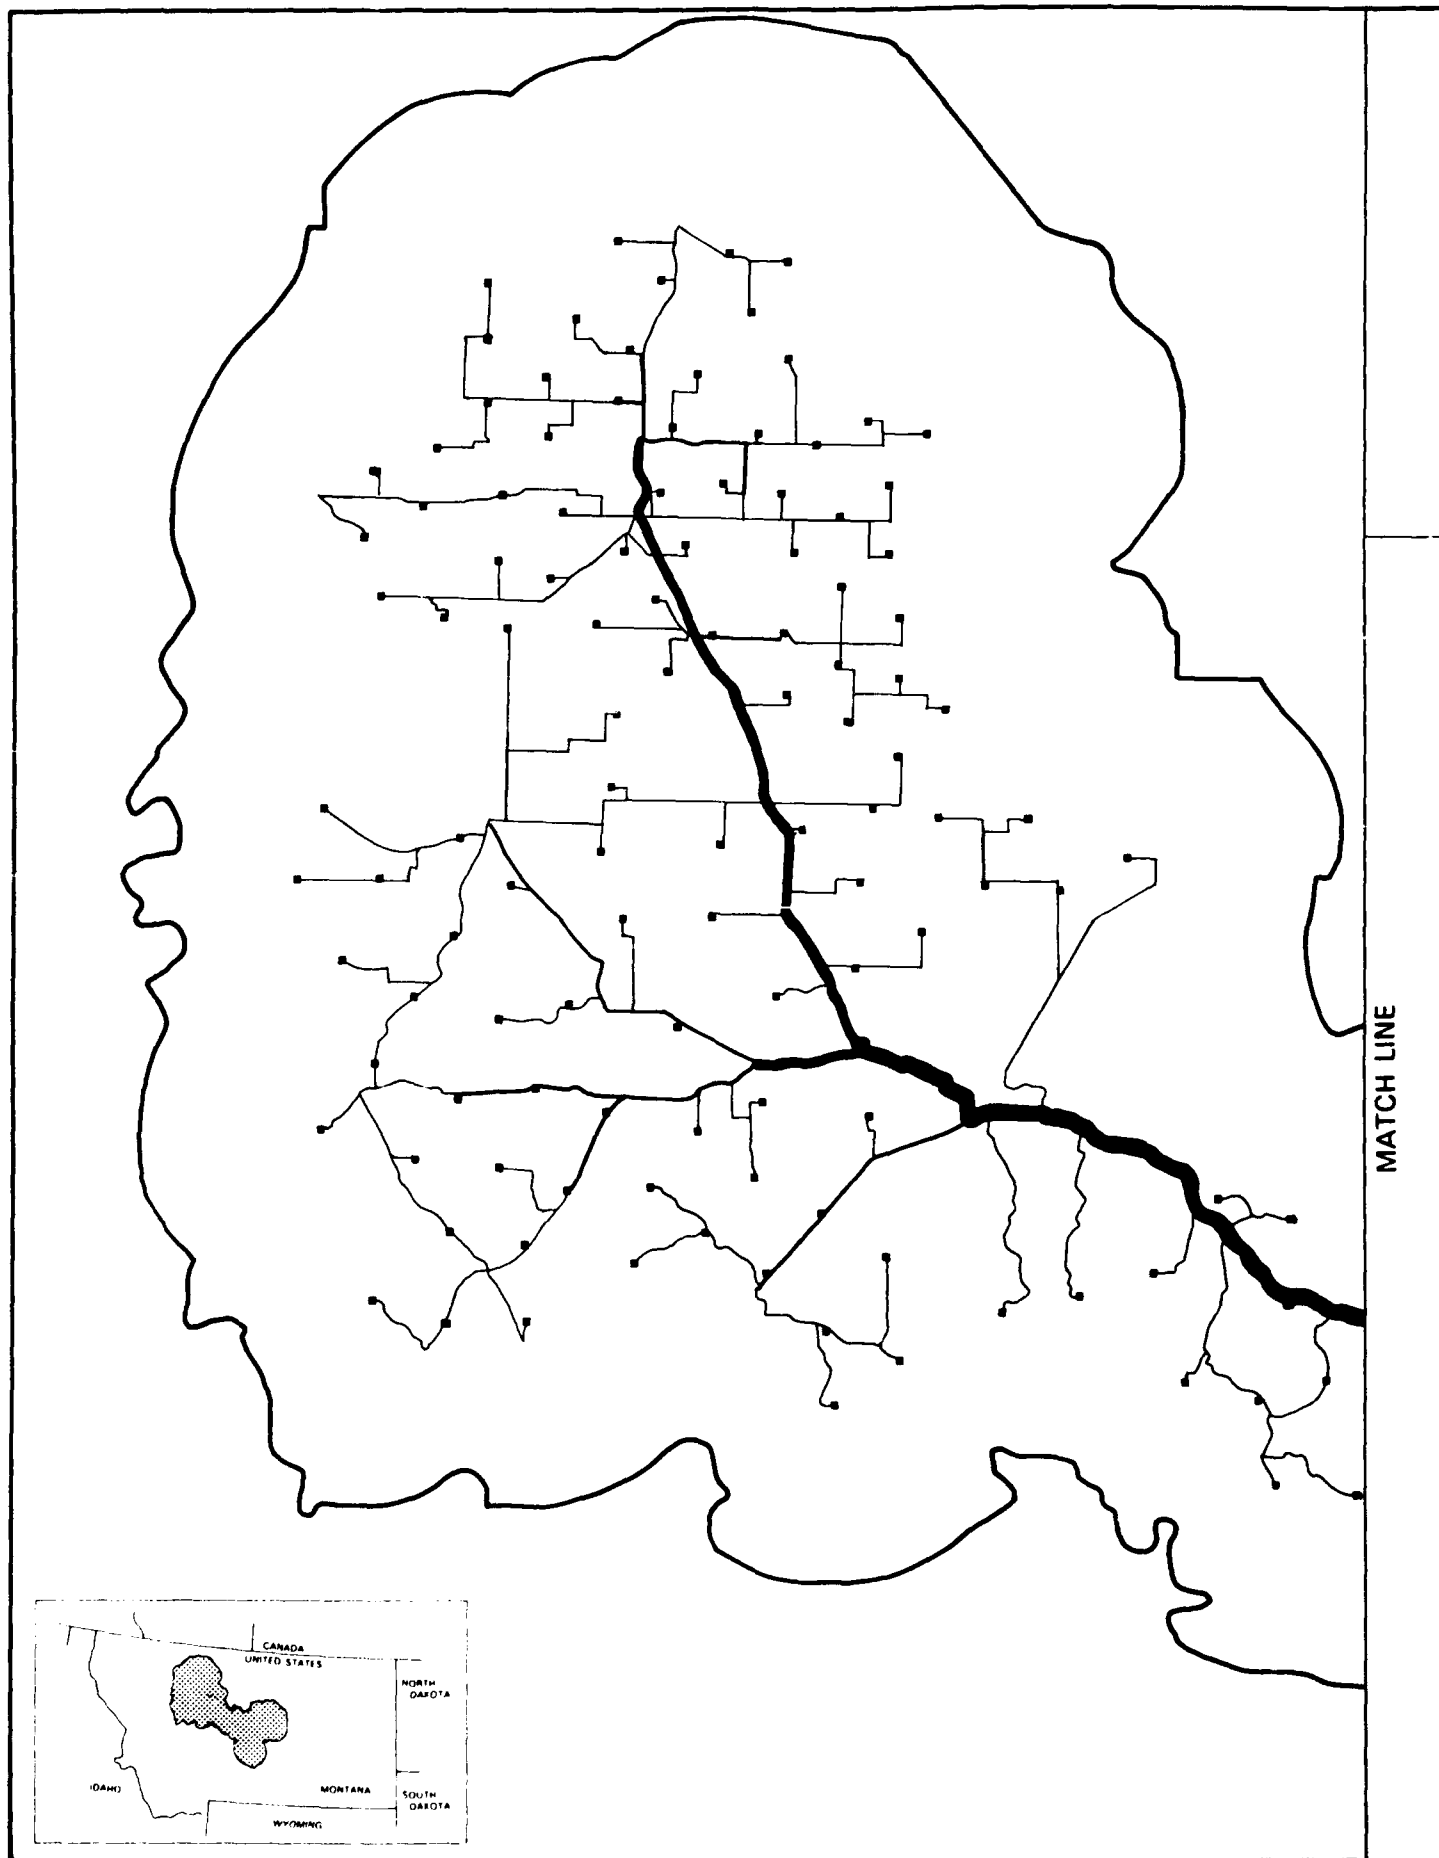 MATCH LINE
CANADA
UNITED STATES
NORTH
DAKOTA
IDAHO
MONTANA
SOUTH
DAKOTA
WYOMING